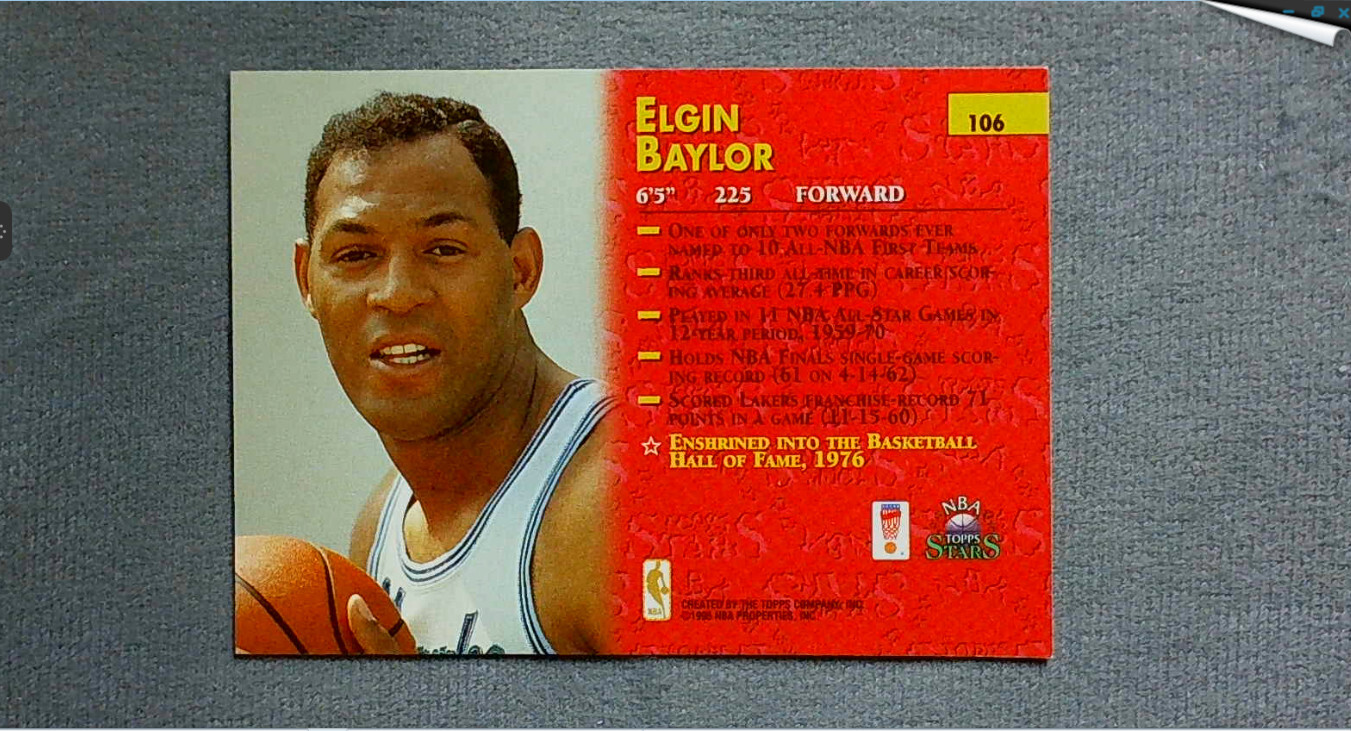 ELGIN
BAYLOR
106
6'5" 225 FORWARD
ONE OF ONLY TWO FORWARDS EVER
NAMED TO 10 ALL-NBA FIRST TEAMS
RANKS THIRD ALL-TIME IN CAREER SCOR-
ING AVERAGE (27.4 PPG)
PLAYED IN 11 NBA ALL-STAR GAMES IN
12-YEAR PERIOD, 1959-70
HOLDS NBA FINALS SINGLE-GAME SCOR-
ING RECORD (61 ON 4-14-62)
SCORED LAKERS FRANCHISE-RECORD 71
POINTS IN A GAME (11-15-60)
ENSHRINED INTO THE BASKETBALL
HALL OF FAME, 1976
NBA
TOPPS
STARS
NBA
CREATED BY THE TOPPS COMPANY, INC.
©1996 NBA PROPERTIES, INC.